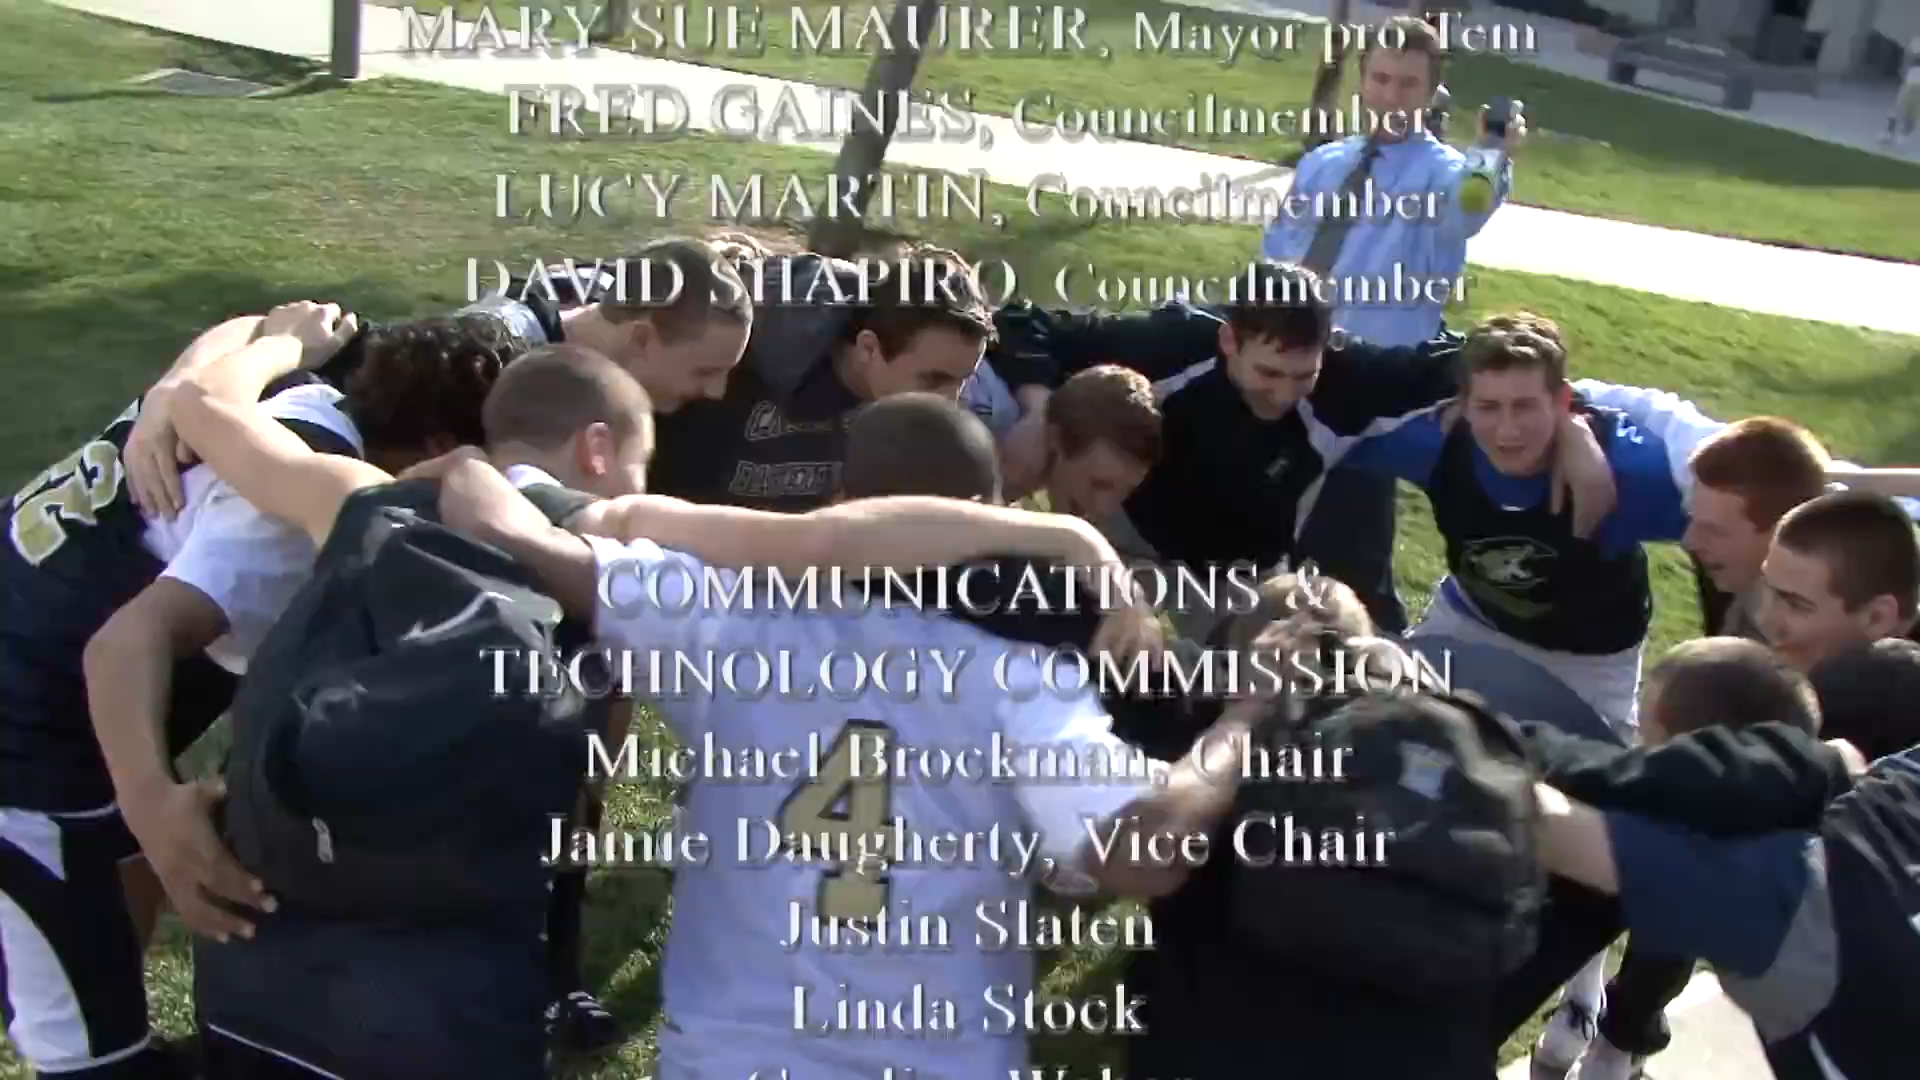 MARY SUE MAURER, Mayor pro Tem
FRED GAINES, Councilmember
LUCY MARTIN, Councilmember
DAVID SHAPIRO, Councilmember
COMMUNICATIONS &
TECHNOLOGY COMMISSION
Michael Brockman, Chair
Jamie Daugherty, Vice Chair
Justin Slaten
Linda Stock
4